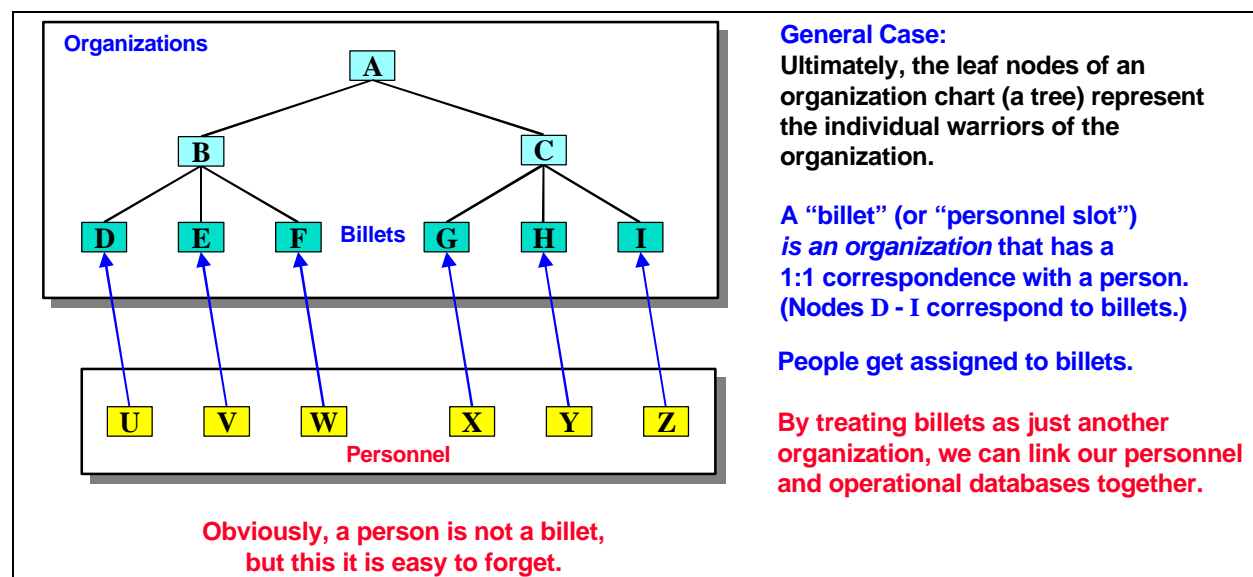 Organizations
A
B C
D E F Billets G H I
U V W X Y Z
Personnel
Obviously, a person is not a billet,
but this it is easy to forget.
General Case:
Ultimately, the leaf nodes of an
organization chart (a tree) represent
the individual warriors of the
organization.
A “billet” (or “personnel slot”)
is an organization that has a
1:1 correspondence with a person.
(Nodes D - I correspond to billets.)
People get assigned to billets.
By treating billets as just another
organization, we can link our personnel
and operational databases together.